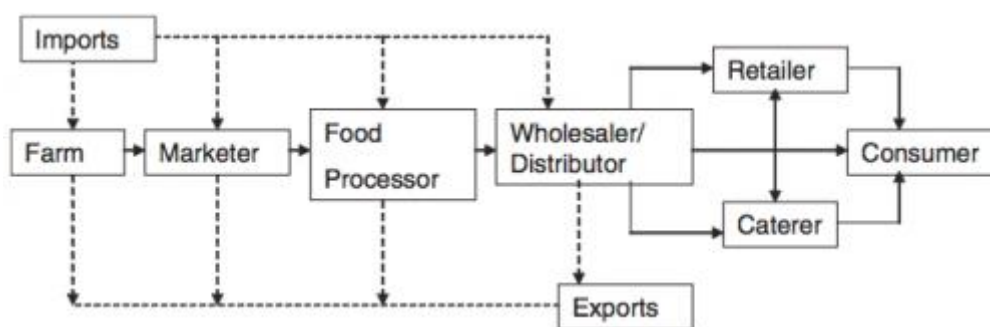 Imports
Retailer
Farm
Marketer
Food
Processor
Wholesaler/
Distributor
Consumer
Caterer
Exports